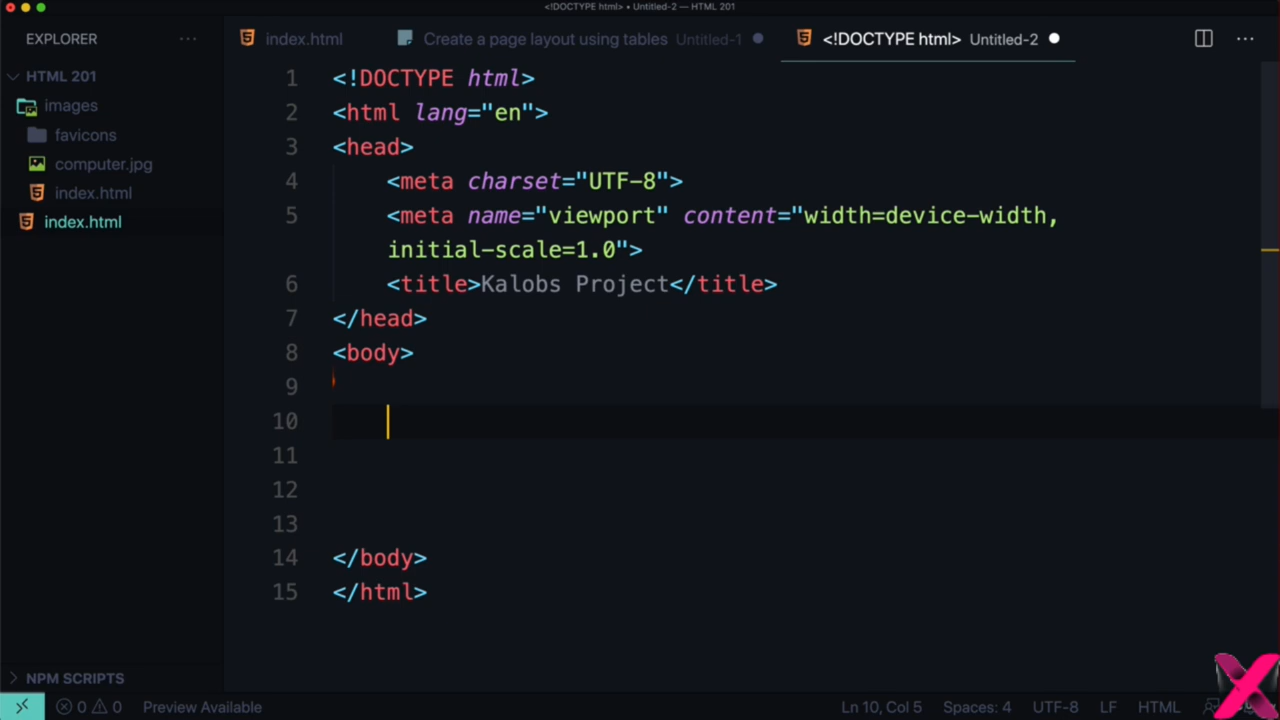 <!DOCTYPE html> • Untitled-2 — HTML 201
EXPLORER ···
index.html
Create a page layout using tables Untitled-1
<!DOCTYPE html> Untitled-2
HTML 201
images
favicons
computer.jpg
index.html
index.html
1 <!DOCTYPE html>
2 <html lang="en">
3 <head>
4 <meta charset="UTF-8">
5 <meta name="viewport" content="width=device-width,
initial-scale=1.0">
6 <title>Kalobs Project</title>
7 </head>
8 <body>
9
10
11
12
13
14 </body>
15 </html>
NPM SCRIPTS
0 0 Preview Available
Ln 10, Col 5 Spaces: 4 UTF-8 LF HTML
X